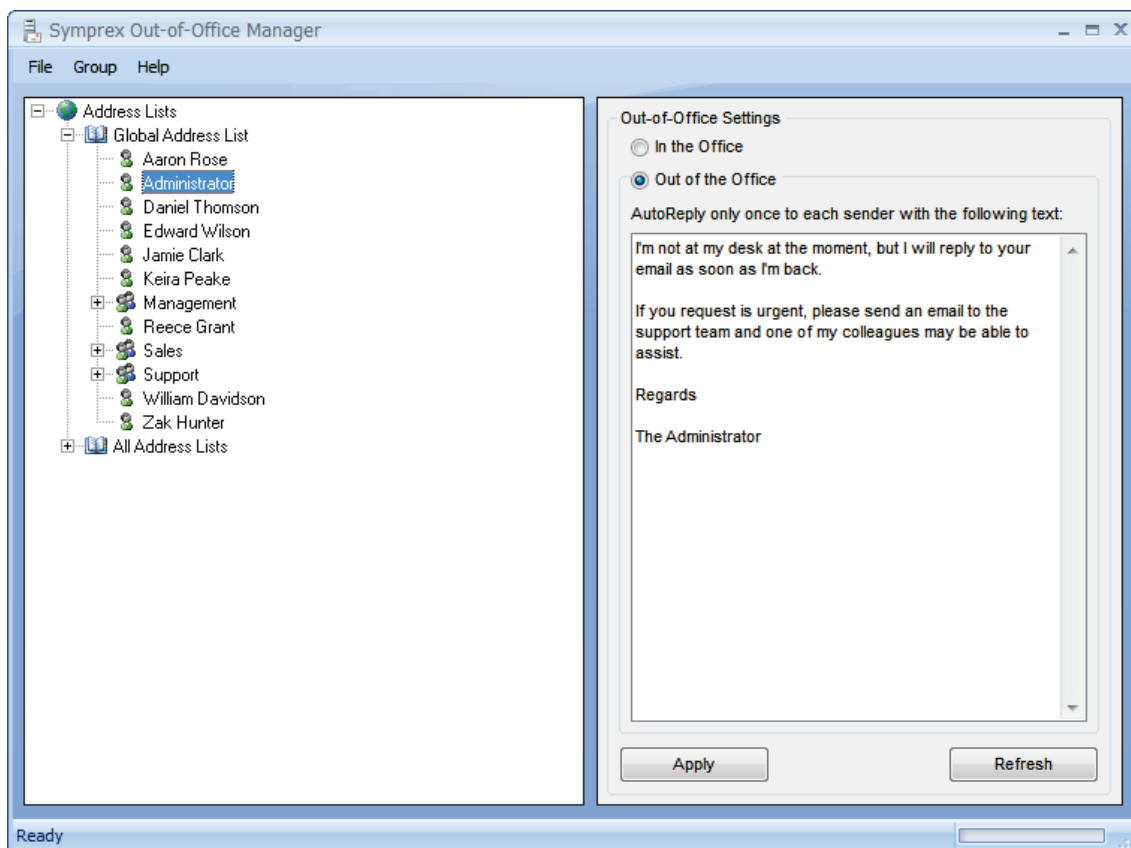 Symprex Out-of-Office Manager
File Group Help
Address Lists
Global Address List
Aaron Rose
Administrator
Daniel Thomson
Edward Wilson
Jamie Clark
Keira Peake
Management
Reece Grant
Sales
Support
William Davidson
Zak Hunter
All Address Lists
Out-of-Office Settings
In the Office
Out of the Office
AutoReply only once to each sender with the following text:
I'm not at my desk at the moment, but I will reply to your
email as soon as I'm back.
If you request is urgent, please send an email to the
support team and one of my colleagues may be able to
assist.
Regards
The Administrator
Apply
Refresh
Ready